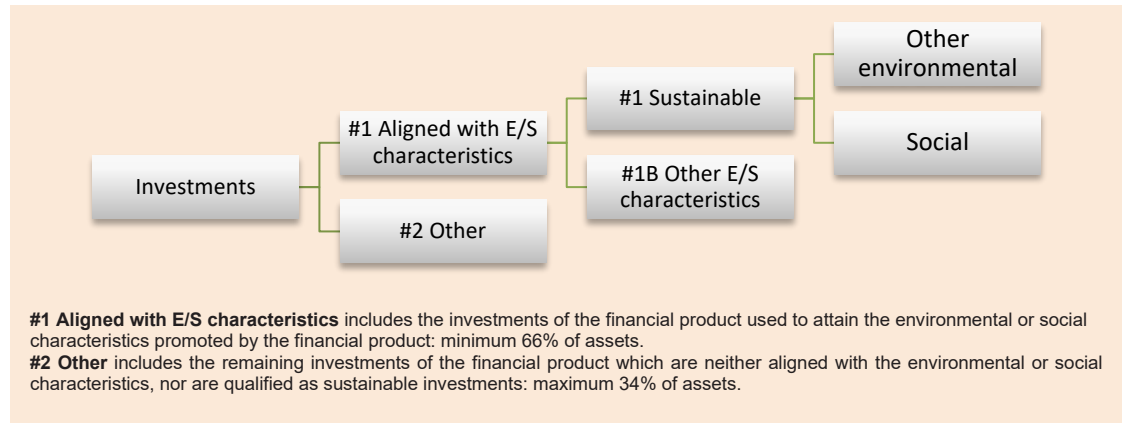 Investments
#1 Aligned with E/S
characteristics
#2 Other
#1 Sustainable
#1B Other E/S
characteristics
Other
environmental
Social
#1 Aligned with E/S characteristics includes the investments of the financial product used to attain the environmental or social
characteristics promoted by the financial product: minimum 66% of assets.
#2 Other includes the remaining investments of the financial product which are neither aligned with the environmental or social
characteristics, nor are qualified as sustainable investments: maximum 34% of assets.